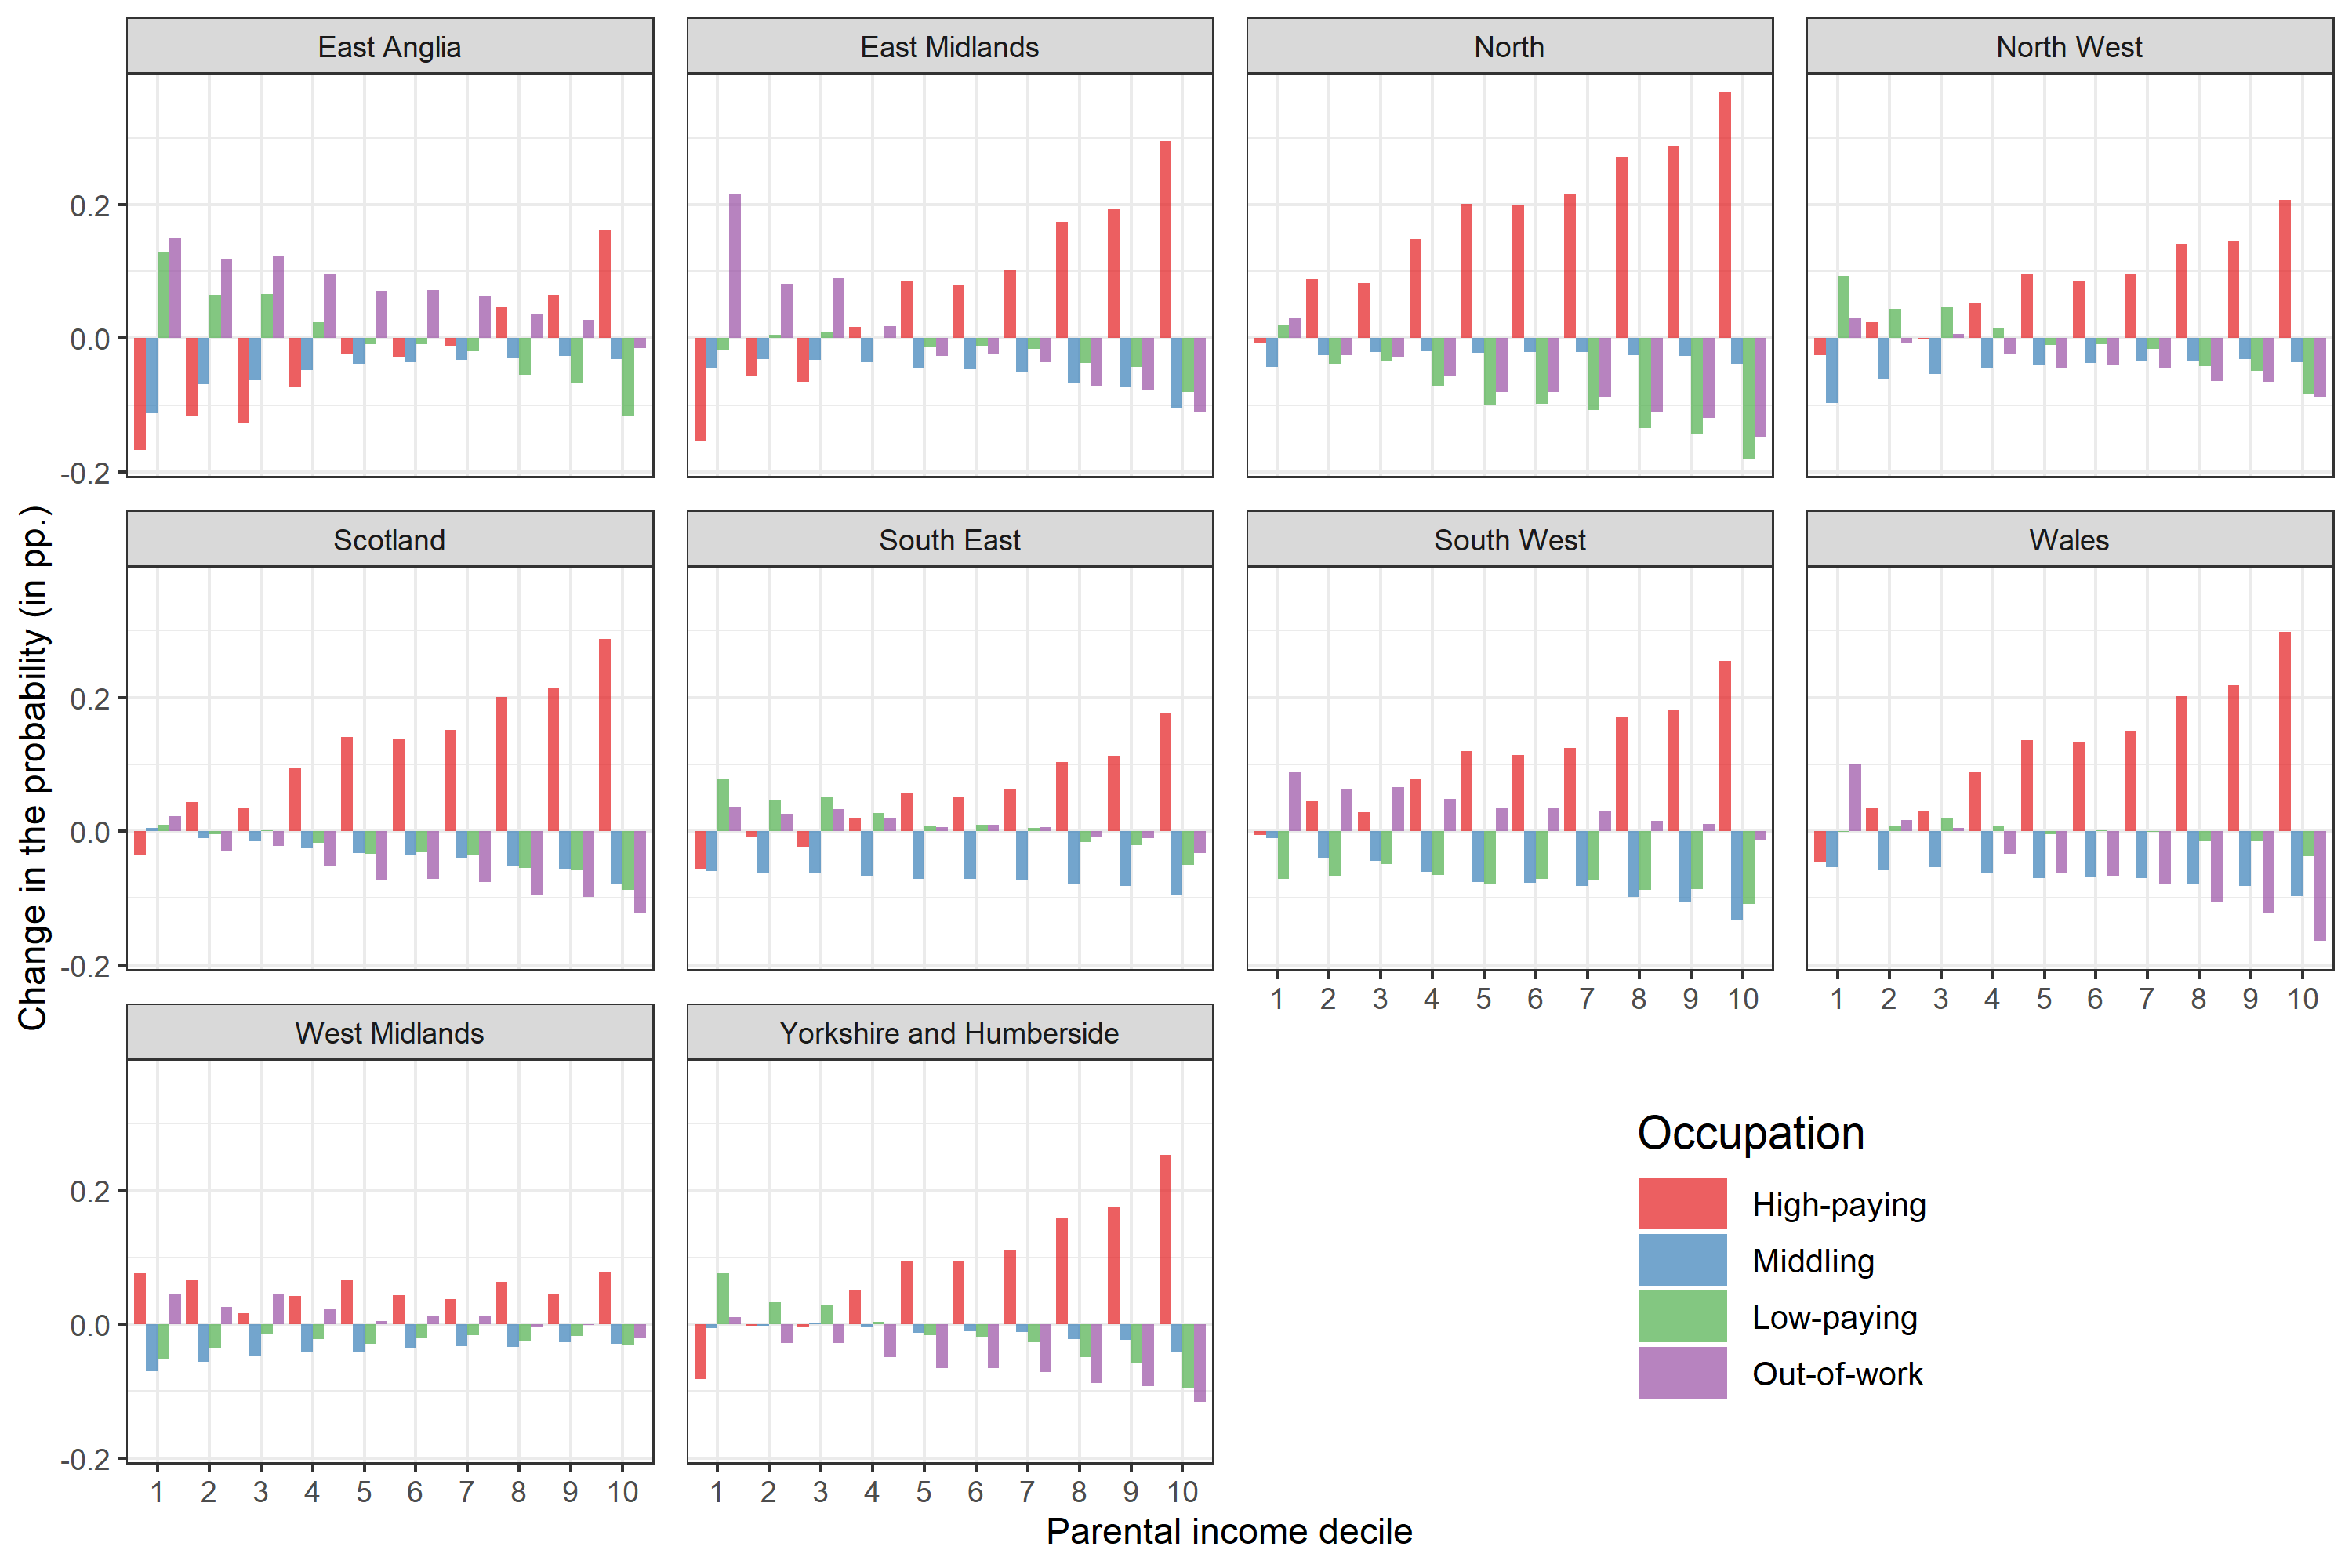 East Anglia
East Midlands
North
North West
0.2
0.0
-0.2
Scotland
South East
South West
Wales
0.2
0.0
-0.2
1 2 3 4 5 6 7 8 9 10
1 2 3 4 5 6 7 8 9 10
West Midlands
Yorkshire and Humberside
0.2
0.0
-0.2
1 2 3 4 5 6 7 8 9 10
1 2 3 4 5 6 7 8 9 10
Change in the probability (in pp.)
Parental income decile
Occupation
High-paying
Middling
Low-paying
Out-of-work